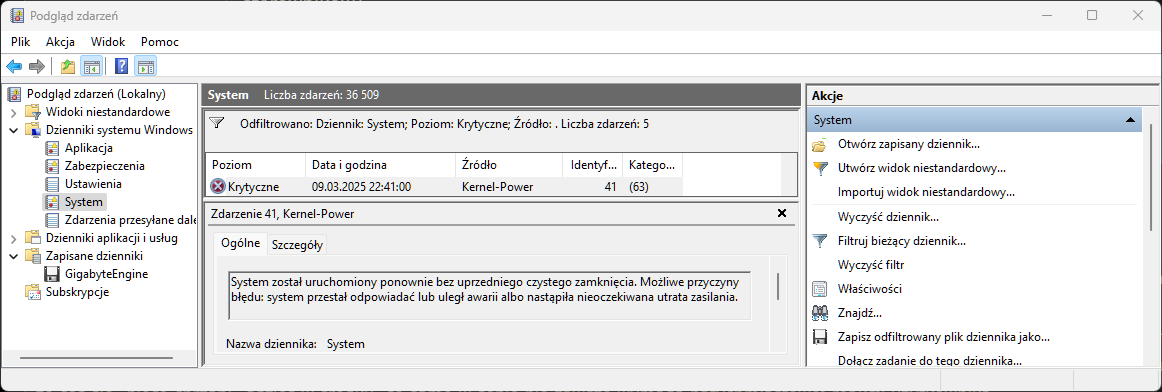 Podgląd zdarzeń
Plik Akcja Widok Pomoc
Podgląd zdarzeń (Lokalny)
Widoki niestandardowe
Dzienniki systemu Windows
Aplikacja
Zabezpieczenia
Ustawienia
System
Zdarzenia przesyłane dale
Dzienniki aplikacji i usług
Zapisane dzienniki
GigabyteEngine
Subskrypcje
System Liczba zdarzeń: 36 509
Odfiltrowano: Dziennik: System; Poziom: Krytyczne; Źródło: . Liczba zdarzeń: 5
Poziom Data i godzina Źródło Identyf... Katego...
Krytyczne 09.03.2025 22:41:00 Kernel-Power 41 (63)
Zdarzenie 41, Kernel-Power
Ogólne Szczegóły
System został uruchomiony ponownie bez uprzedniego czystego zamknięcia. Możliwe przyczyny
błędu: system przestał odpowiadać lub uległ awarii albo nastąpiła nieoczekiwana utrata zasilania.
Nazwa dziennika: System
Akcje
System
Otwórz zapisany dziennik...
Utwórz widok niestandardowy...
Importuj widok niestandardowy...
Wyczyść dziennik...
Filtruj bieżący dziennik...
Wyczyść filtr
Właściwości
Znajdź...
Zapisz odfiltrowany plik dziennika jako...
Dołącz zadanie do tego dziennika...